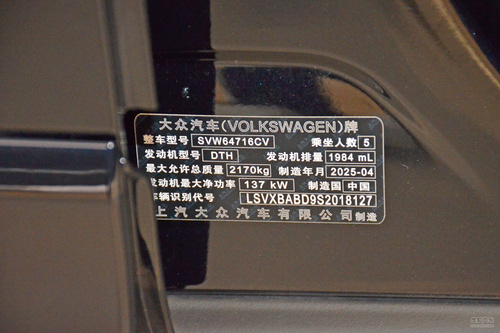 大众汽车(VOLKSWAGEN)牌
整车型号 SVW64716CV 乘坐人数 5
发动机型号 DTH 发动机排量 1984 mL
最大允许总质量 2170kg 制造年月 2025-04
发动机最大净功率 137 kW 制造国 中国
车辆识别代号 LSVXBABD9S2018127
上汽大众汽车有限公司制造